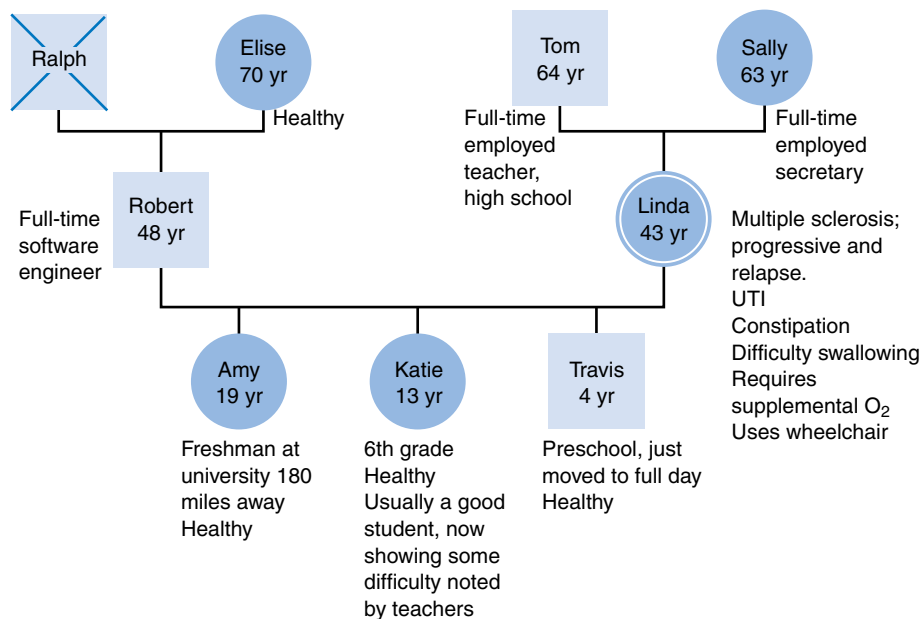 Ralph
Elise
70 yr
Healthy
Tom
64 yr
Full-time
employed
teacher,
high school
Sally
63 yr
Full-time
employed
secretary
Full-time
software
engineer
Robert
48 yr
Linda
43 yr
Multiple sclerosis;
progressive and
relapse.
UTI
Constipation
Difficulty swallowing
Requires
supplemental O₂
Uses wheelchair
Amy
19 yr
Freshman at
university 180
miles away
Healthy
Katie
13 yr
6th grade
Healthy
Usually a good
student, now
showing some
difficulty noted
by teachers
Travis
4 yr
Preschool, just
moved to full day
Healthy